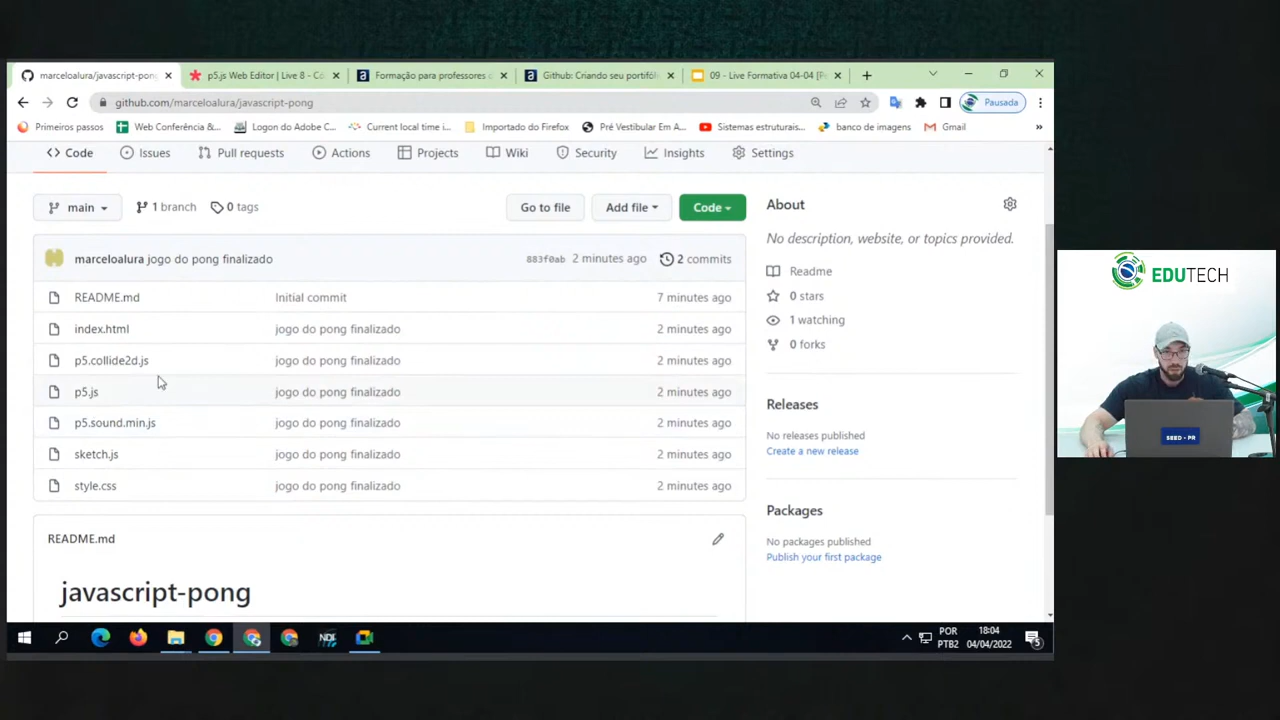 marceloalura/javascript-pong
p5.js Web Editor | Live 8 - Cd
Formação para professores d
Github: Criando seu portifól
09 - Live Formativa 04-04 [P
github.com/marceloalura/javascript-pong
Pausada
Primeiros passos
Web Conferência &...
Logon do Adobe C...
Current local time i...
Importado do Firefox
Pré Vestibular Em A...
Sistemas estruturais...
banco de imagens
Gmail
»
<> Code
Issues
Pull requests
Actions
Projects
Wiki
Security
Insights
Settings
main
1 branch
0 tags
Go to file
Add file
Code
About
No description, website, or topics provided.
marceloalura jogo do pong finalizado
883f0ab 2 minutes ago
2 commits
README.md Initial commit 7 minutes ago
index.html jogo do pong finalizado 2 minutes ago
p5.collide2d.js jogo do pong finalizado 2 minutes ago
p5.js jogo do pong finalizado 2 minutes ago
p5.sound.min.js jogo do pong finalizado 2 minutes ago
sketch.js jogo do pong finalizado 2 minutes ago
style.css jogo do pong finalizado 2 minutes ago
Readme
0 stars
1 watching
0 forks
Releases
No releases published
Create a new release
Packages
No packages published
Publish your first package
README.md
javascript-pong
NDI
POR
PTB2
18:04
04/04/2022
5
EDUTECH
SEED - PR